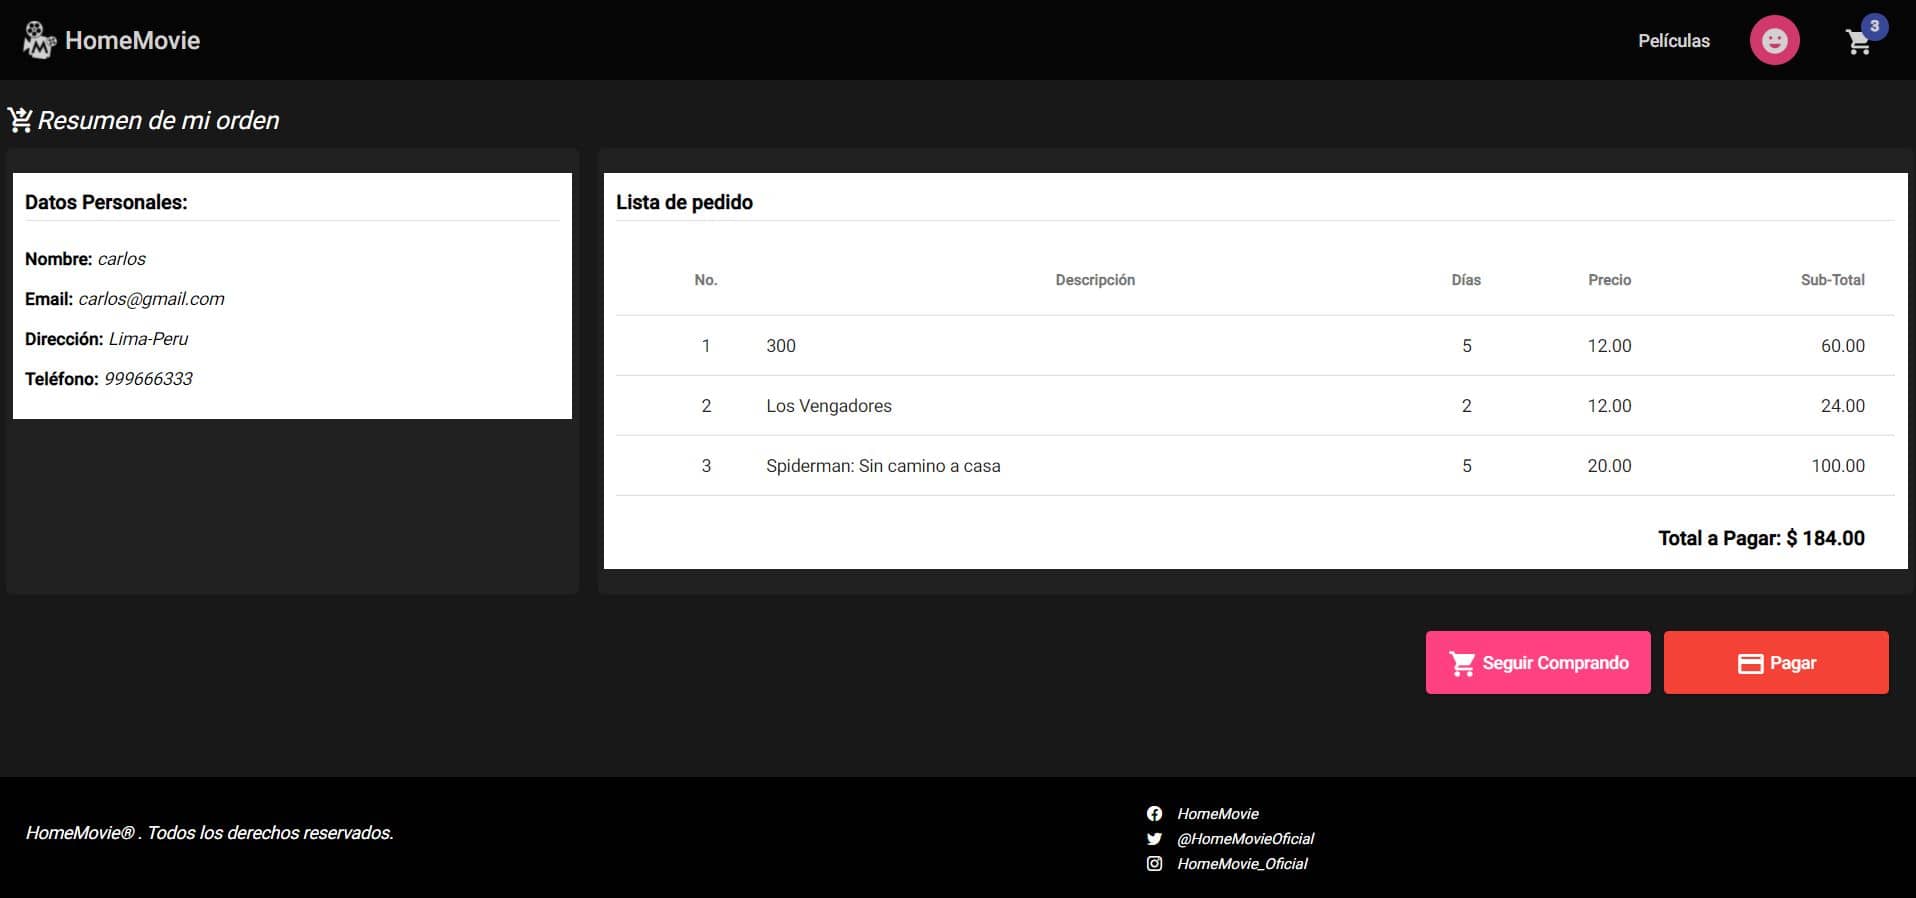 HomeMovie
Películas
3
Resumen de mi orden
Datos Personales:
Nombre: carlos
Email: carlos@gmail.com
Dirección: Lima-Peru
Teléfono: 999666333
Lista de pedido
No. Descripción Días Precio Sub-Total
1 300 5 12.00 60.00
2 Los Vengadores 2 12.00 24.00
3 Spiderman: Sin camino a casa 5 20.00 100.00
Total a Pagar: $ 184.00
Seguir Comprando
Pagar
HomeMovie® . Todos los derechos reservados.
HomeMovie
@HomeMovieOficial
HomeMovie_Oficial